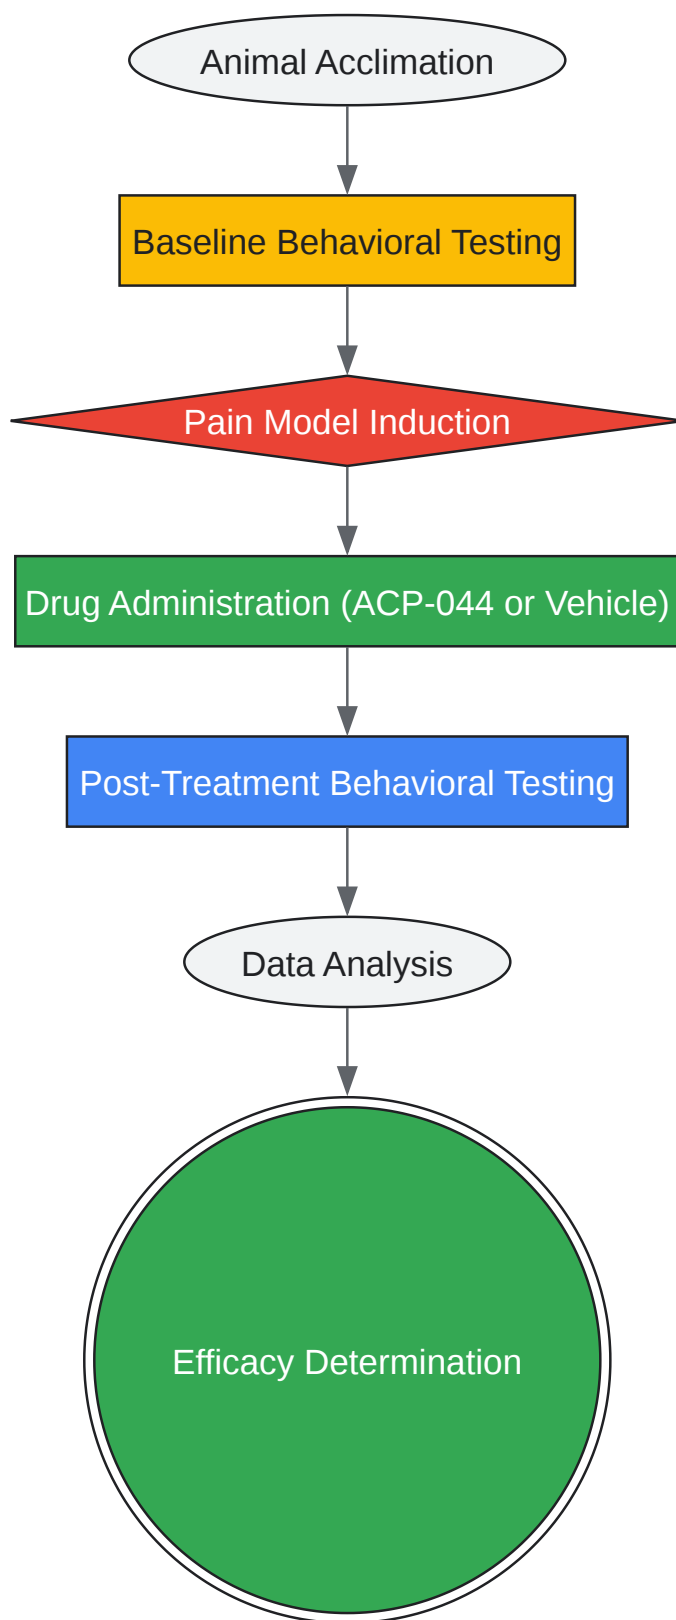 Animal Acclimation
Baseline Behavioral Testing
Pain Model Induction
Drug Administration (ACP-044 or Vehicle)
Post-Treatment Behavioral Testing
Data Analysis
Efficacy Determination